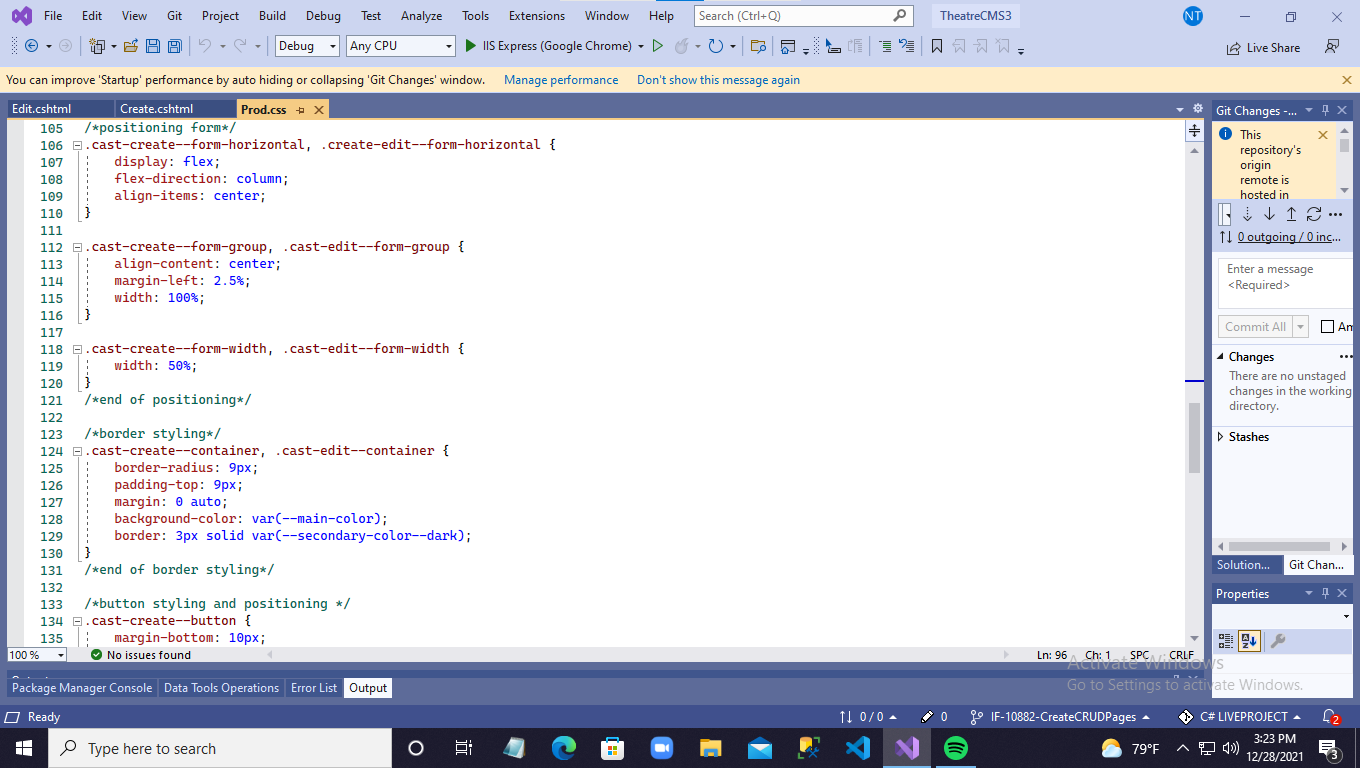 File Edit View Git Project Build Debug Test Analyze Tools Extensions Window Help Search (Ctrl+Q) TheatreCMS3 NT
Debug Any CPU IIS Express (Google Chrome) Live Share
You can improve 'Startup' performance by auto hiding or collapsing 'Git Changes' window. Manage performance Don't show this message again
Edit.cshtml Create.cshtml Prod.css
105 /*positioning form*/
106 .cast-create--form-horizontal, .create-edit--form-horizontal {
107 display: flex;
108 flex-direction: column;
109 align-items: center;
110 }
111
112 .cast-create--form-group, .cast-edit--form-group {
113 align-content: center;
114 margin-left: 2.5%;
115 width: 100%;
116 }
117
118 .cast-create--form-width, .cast-edit--form-width {
119 width: 50%;
120 }
121 /*end of positioning*/
122
123 /*border styling*/
124 .cast-create--container, .cast-edit--container {
125 border-radius: 9px;
126 padding-top: 9px;
127 margin: 0 auto;
128 background-color: var(--main-color);
129 border: 3px solid var(--secondary-color--dark);
130 }
131 /*end of border styling*/
132
133 /*button styling and positioning */
134 .cast-create--button {
135 margin-bottom: 10px;
100 % No issues found Ln: 96 Ch: 1 SPC CRLF
Git Changes -...
This
repository's
origin
remote is
hosted in
0 outgoing / 0 inc...
Enter a message
<Required>
Commit All Am
Changes
There are no unstaged
changes in the working
directory.
Stashes
Solution... Git Chan...
Properties
Activate Windows
Go to Settings to activate Windows.
Package Manager Console Data Tools Operations Error List Output
Ready 0 / 0 0 IF-10882-CreateCRUDPages C# LIVEPROJECT 2
Type here to search 79°F 3:23 PM
12/28/2021 3